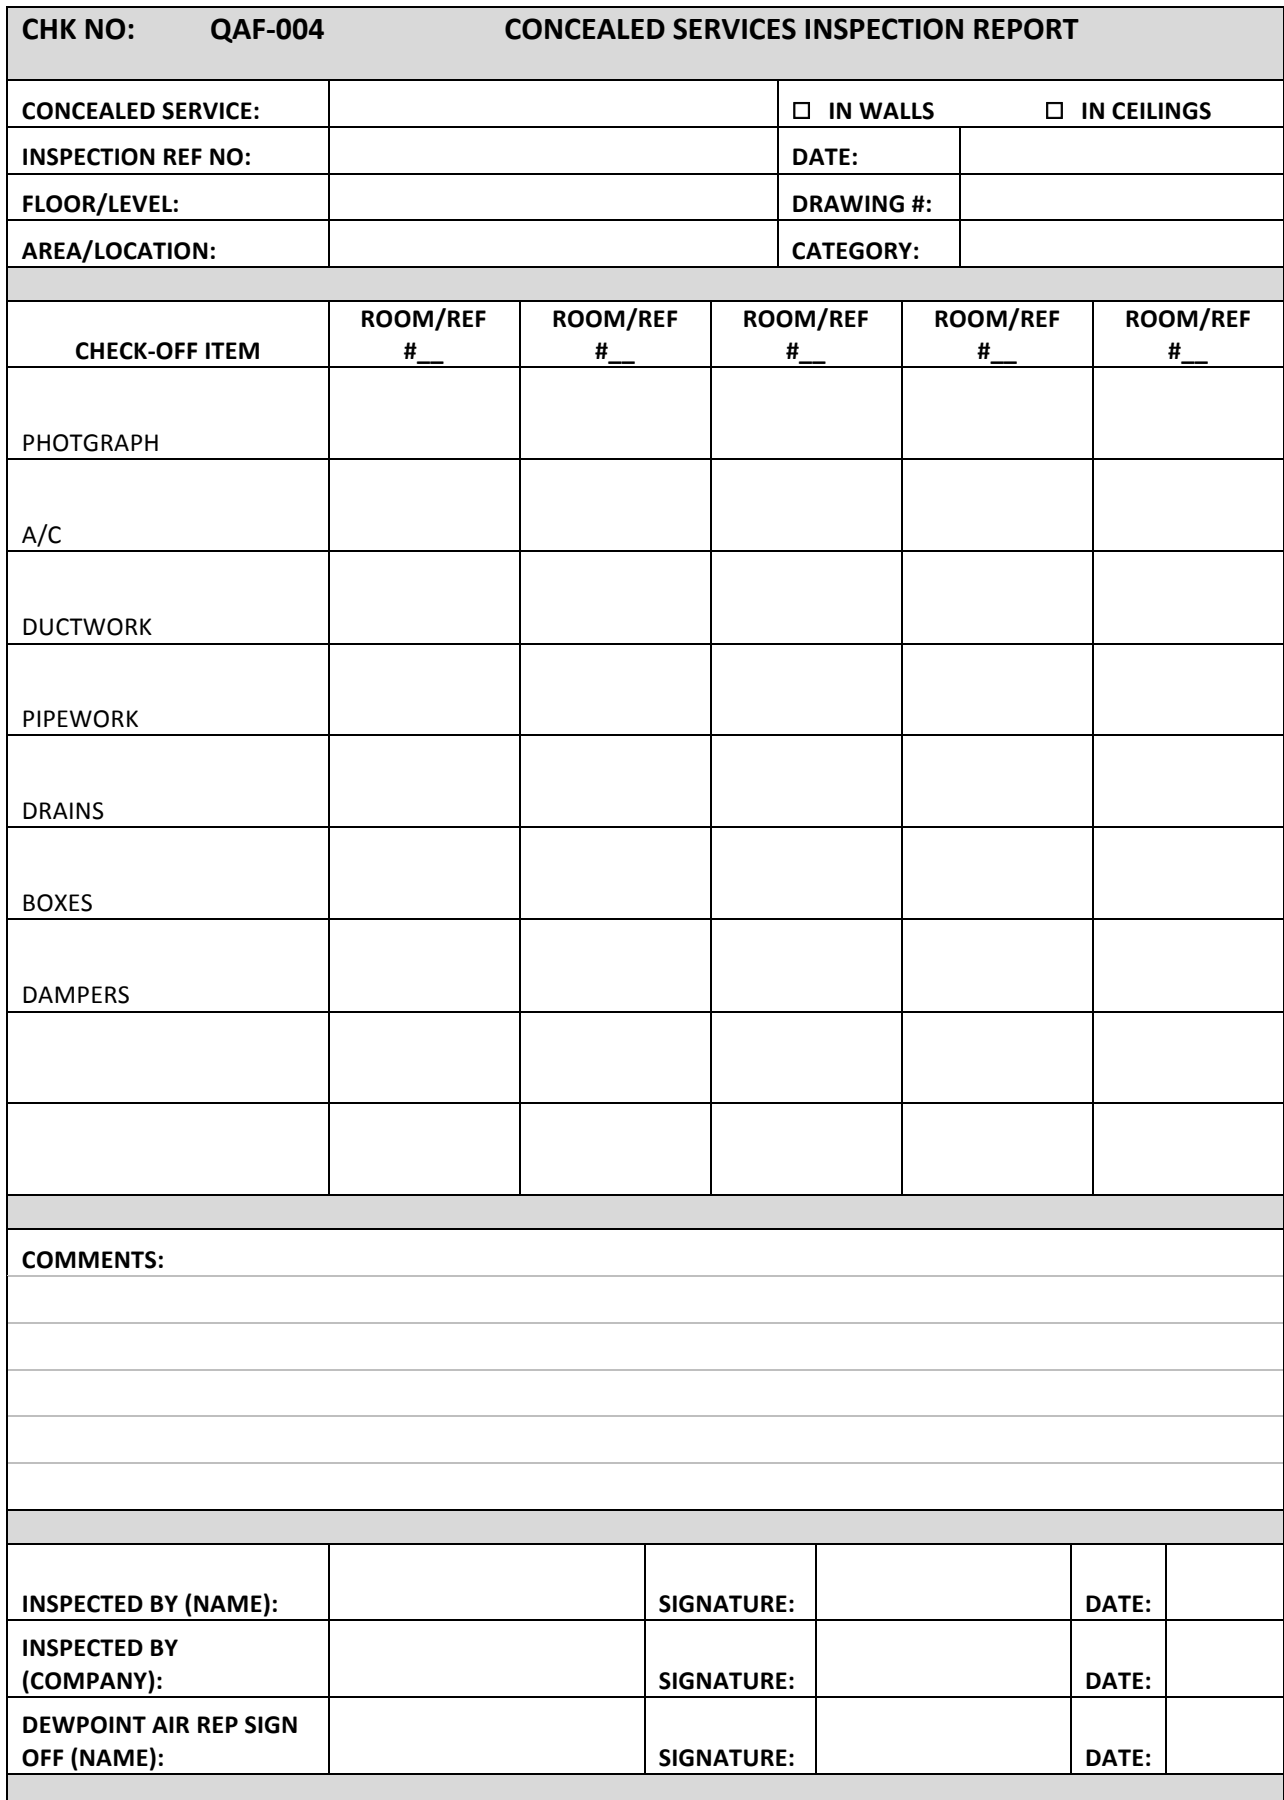 CHK NO: QAF-004 CONCEALED SERVICES INSPECTION REPORT
CONCEALED SERVICE: ☐ IN WALLS ☐ IN CEILINGS
INSPECTION REF NO: DATE:
FLOOR/LEVEL: DRAWING #:
AREA/LOCATION: CATEGORY:
ROOM/REF ROOM/REF ROOM/REF ROOM/REF ROOM/REF
CHECK-OFF ITEM #__ #__ #__ #__ #__
PHOTGRAPH
A/C
DUCTWORK
PIPEWORK
DRAINS
BOXES
DAMPERS
COMMENTS:
INSPECTED BY (NAME): SIGNATURE: DATE:
INSPECTED BY
(COMPANY): SIGNATURE: DATE:
DEWPOINT AIR REP SIGN
OFF (NAME): SIGNATURE: DATE: